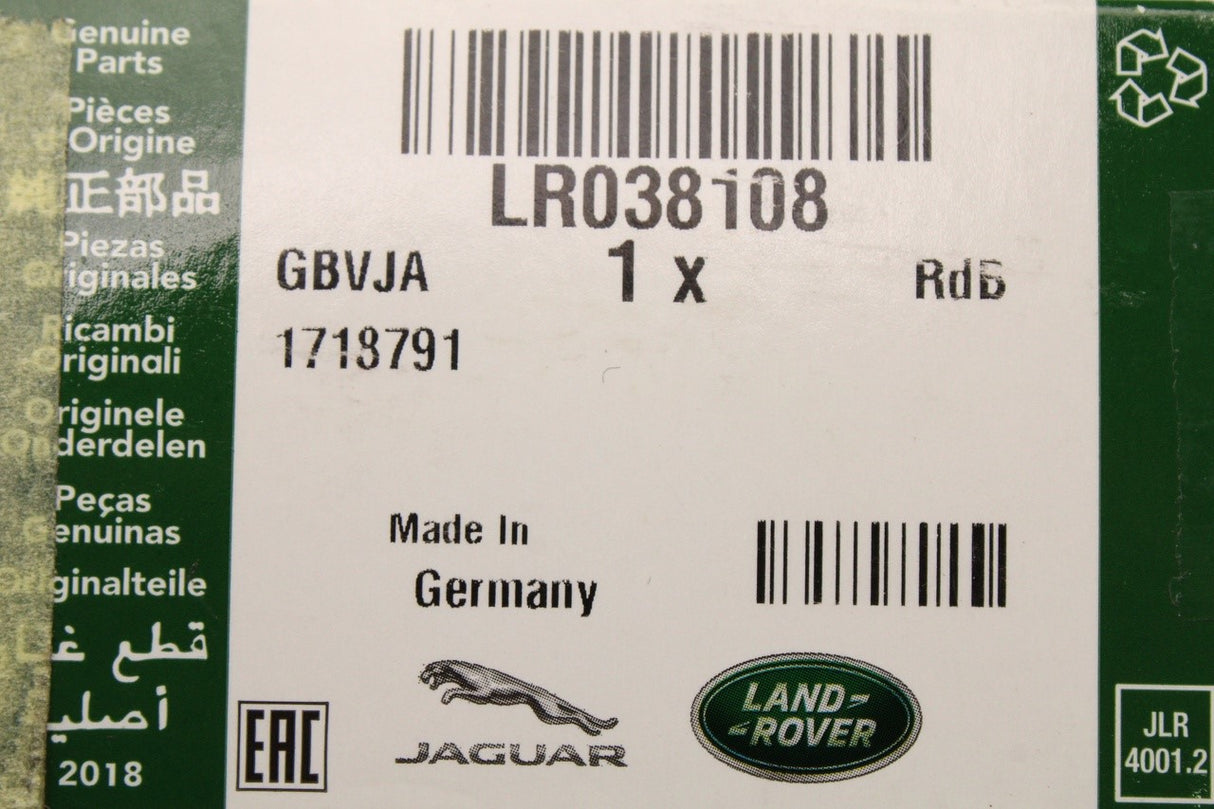 Genuine
Parts
Pièces
d'Origine
純正部品
Piezas
Originales
Ricambi
Originali
Originele
Onderdelen
Peças
Genuinas
Originalteile
قطع غيار
أصلية
2018
LR038108
GBVJA
1 x
RdB
1718791
Made In
Germany
EAC
JAGUAR
LAND
ROVER
JLR
4001.2